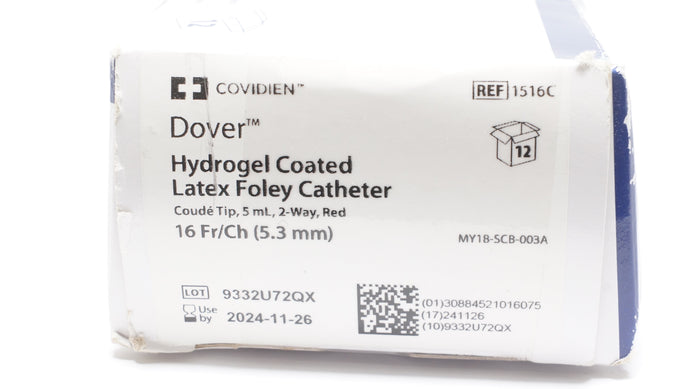 COVIDIEN™
REF 1516C
Dover™
12
Hydrogel Coated
Latex Foley Catheter
Coudé Tip, 5 mL, 2-Way, Red
16 Fr/Ch (5.3 mm)
MY18-SCB-003A
LOT 9332U72QX
Use
by 2024-11-26
(01)30884521016075
(17)241126
(10)9332U72QX